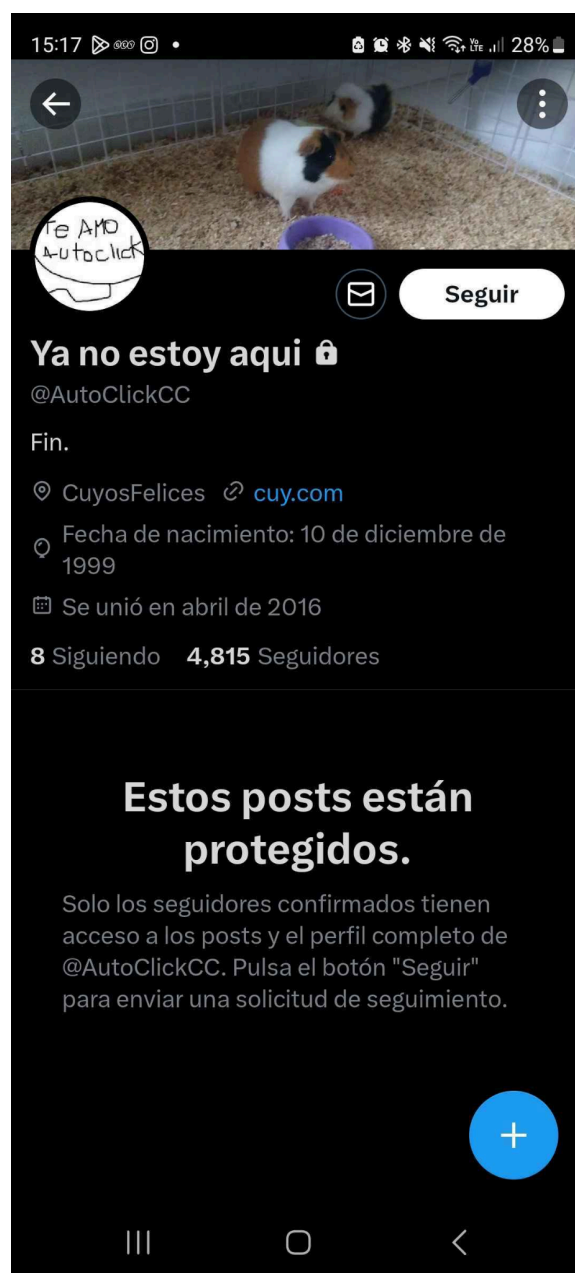 15:17
Vo
LTE
28%
Te AMO
Autoclick
Seguir
Ya no estoy aqui
@AutoClickCC
Fin.
CuyosFelices cuy.com
Fecha de nacimiento: 10 de diciembre de
1999
Se unió en abril de 2016
8 Siguiendo 4,815 Seguidores
Estos posts están
protegidos.
Solo los seguidores confirmados tienen
acceso a los posts y el perfil completo de
@AutoClickCC. Pulsa el botón "Seguir"
para enviar una solicitud de seguimiento.